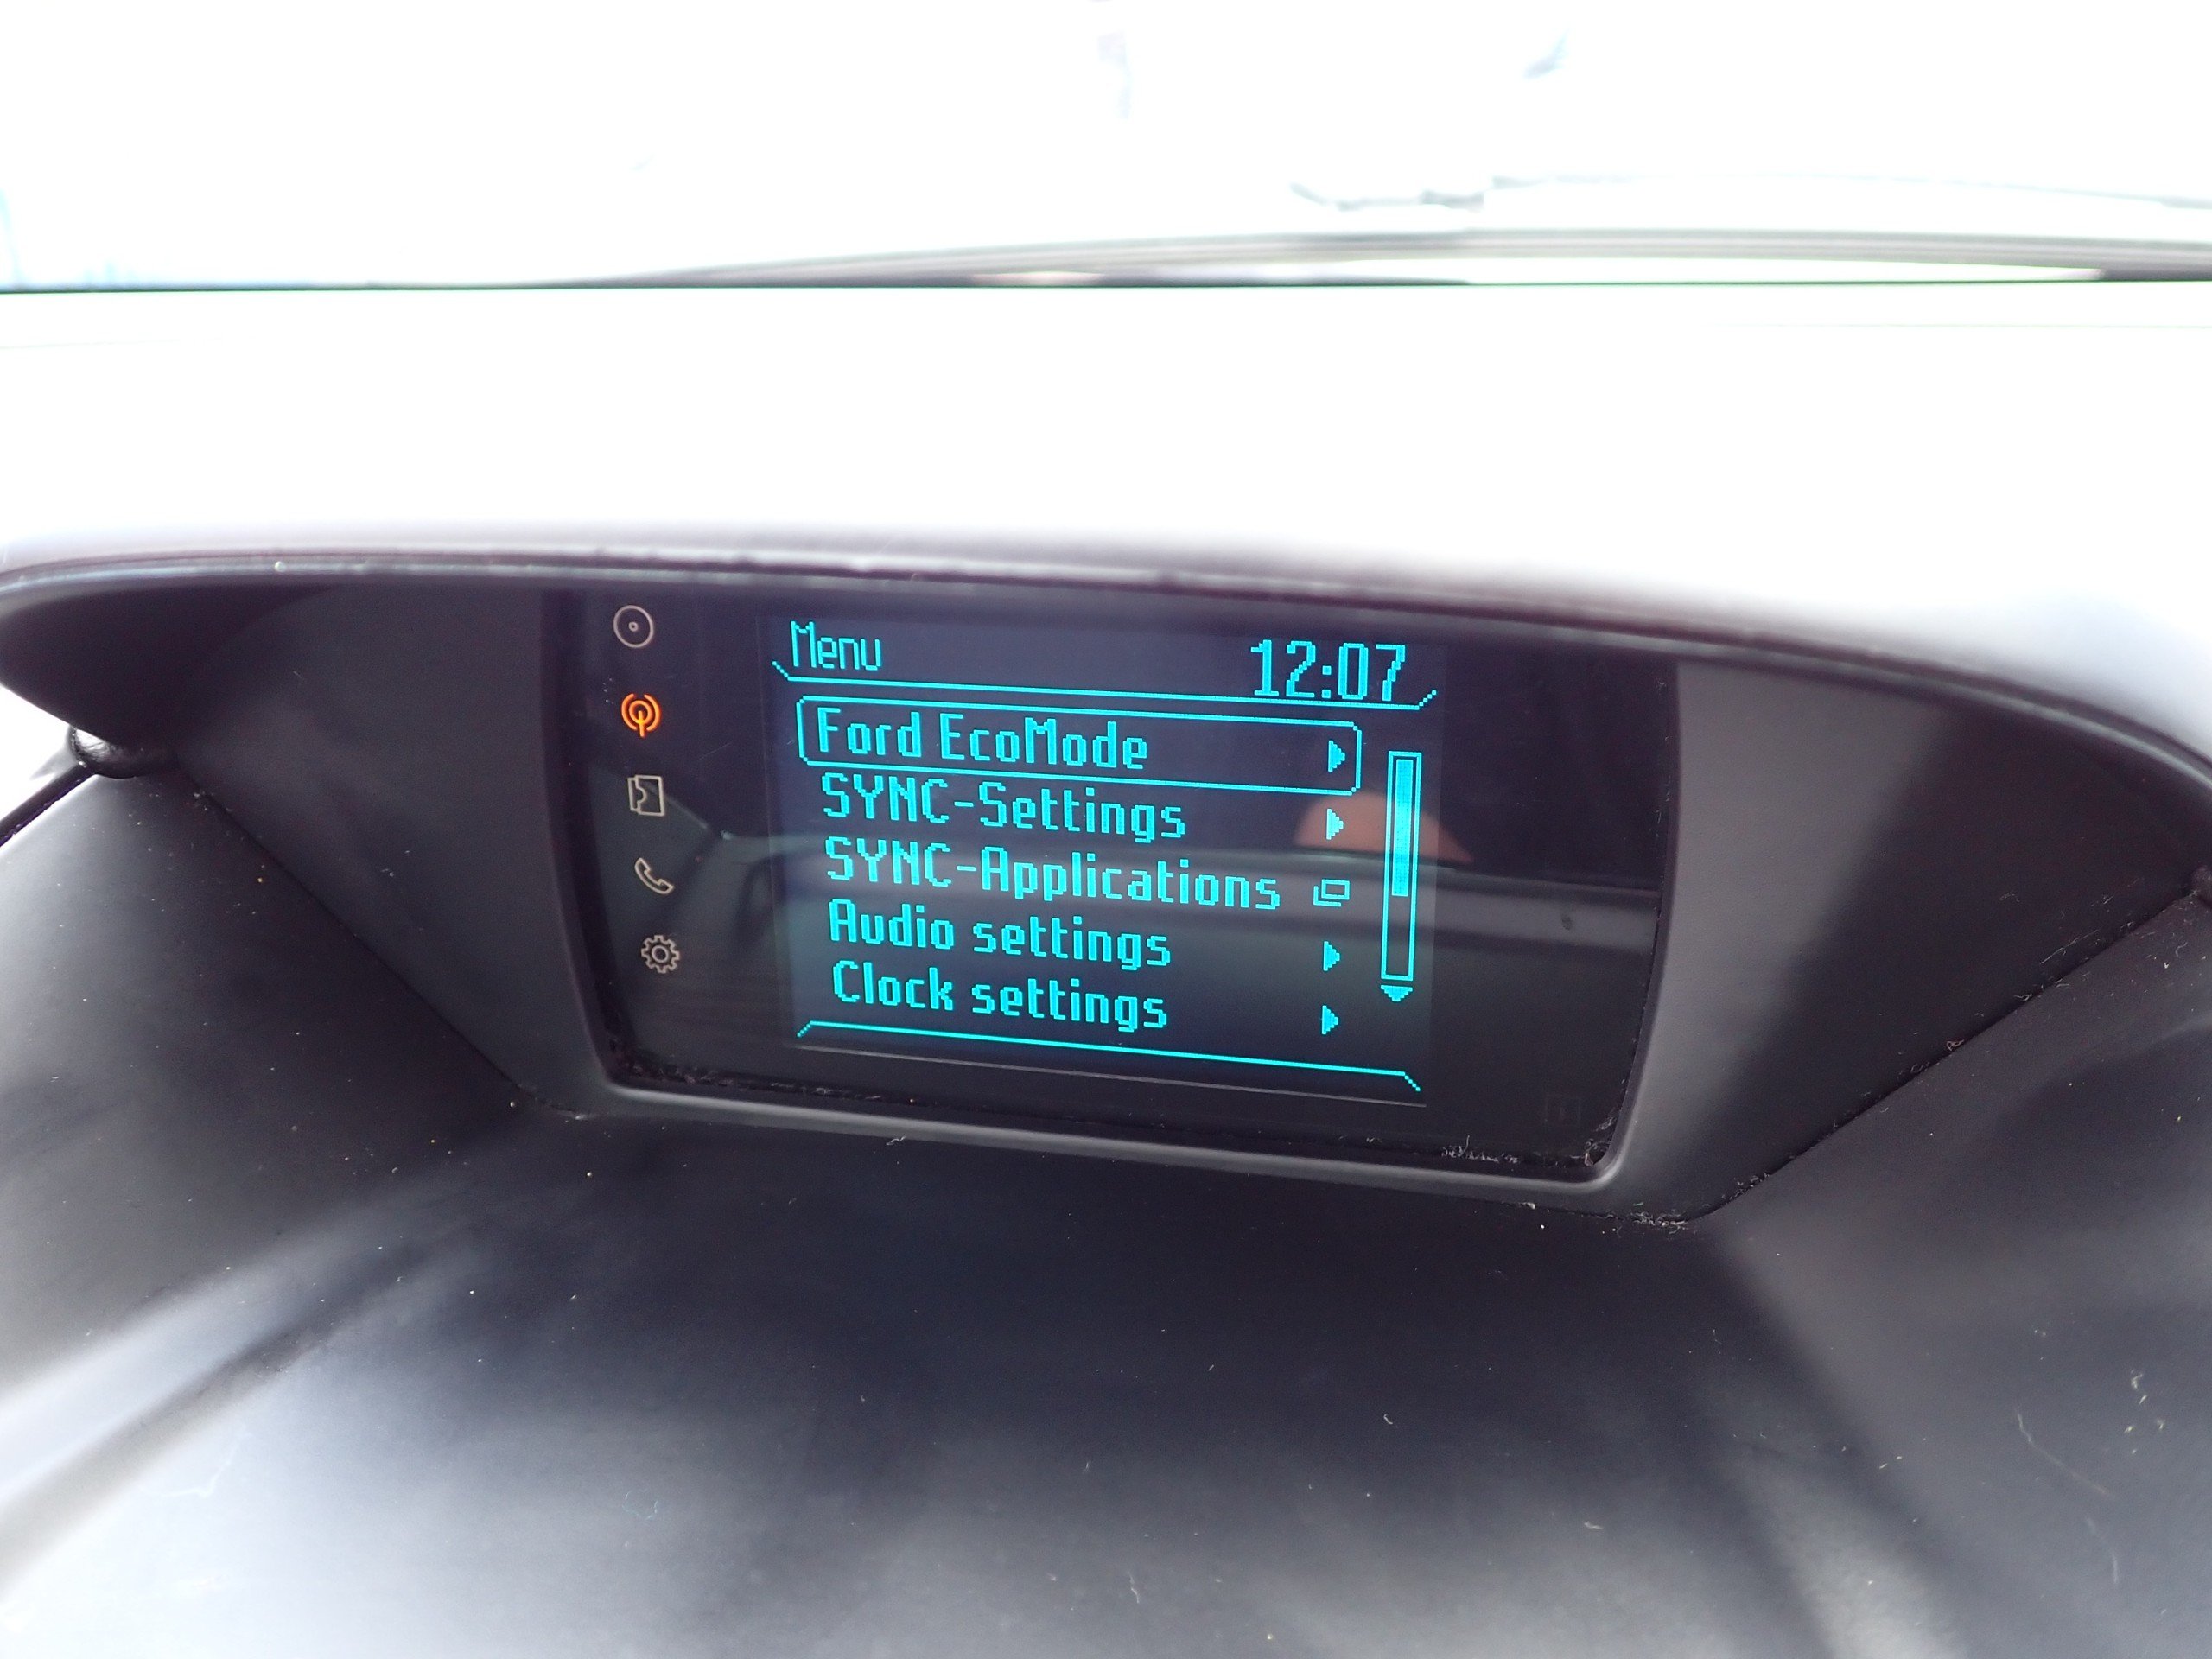 Menu 12:07
Ford EcoMode
SYNC-Settings
SYNC-Applications
Audio settings
Clock settings